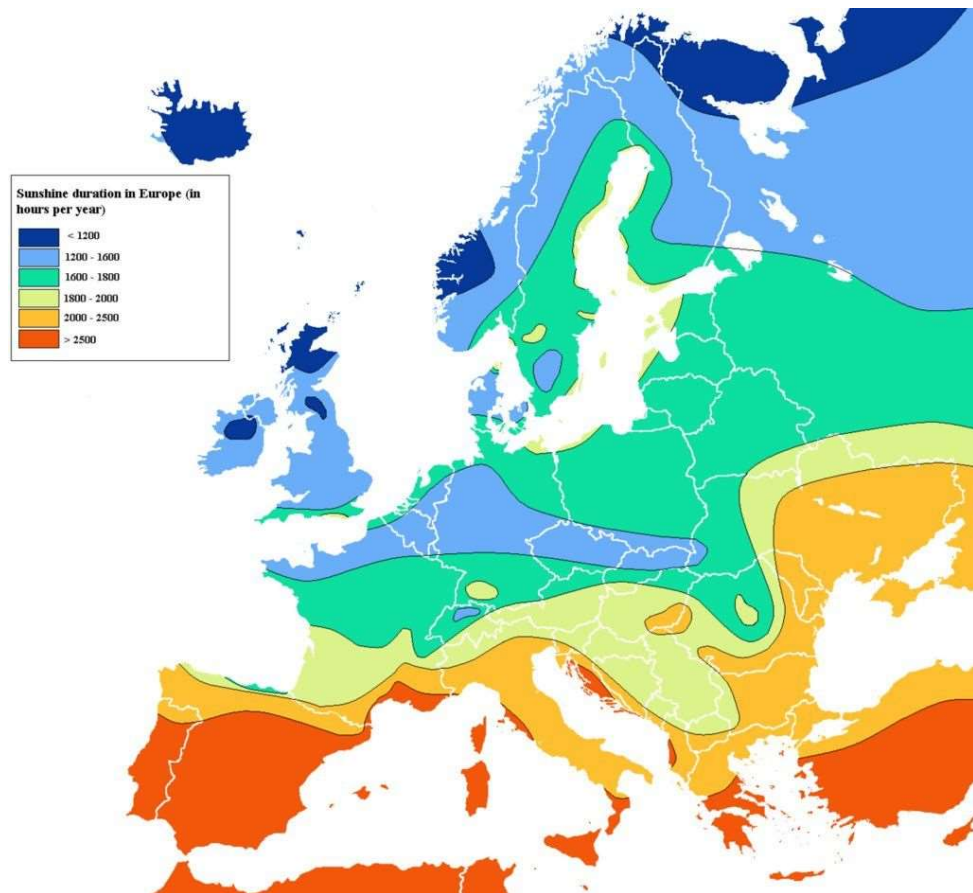 Sunshine duration in Europe (in
hours per year)
< 1200
1200 - 1600
1600 - 1800
1800 - 2000
2000 - 2500
> 2500